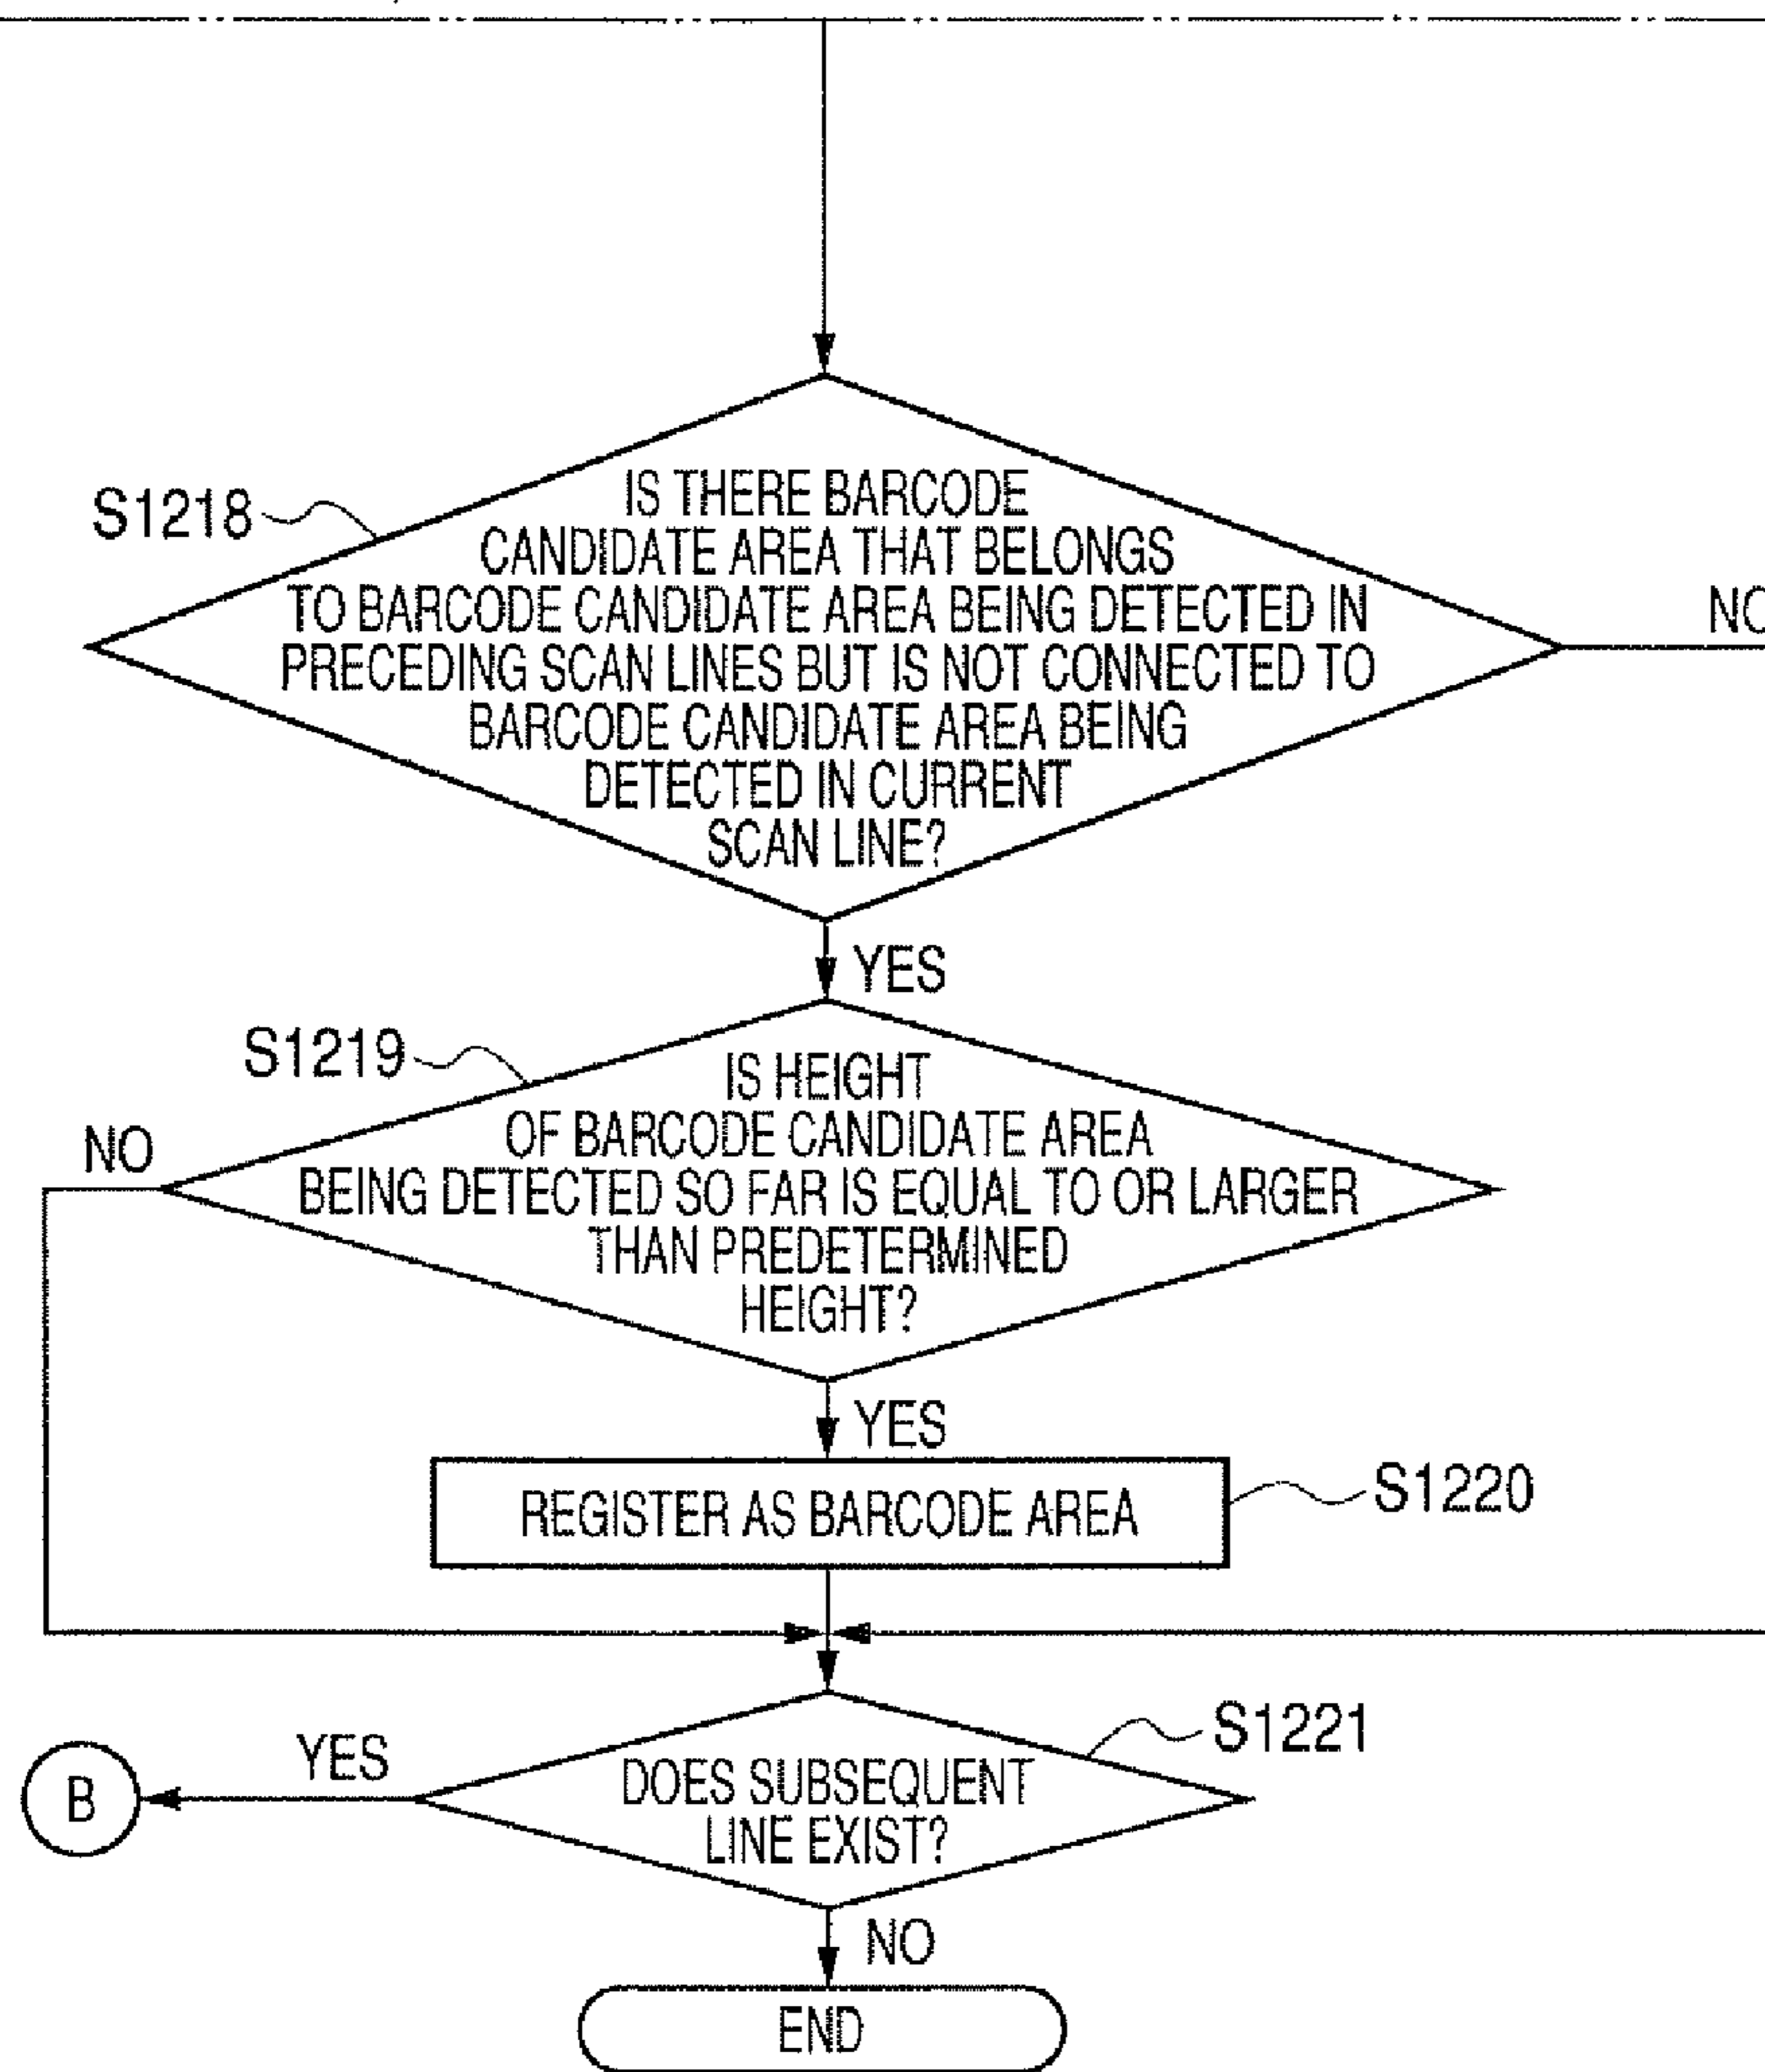 S1218
IS THERE BARCODE
CANDIDATE AREA THAT BELONGS
TO BARCODE CANDIDATE AREA BEING DETECTED IN
PRECEDING SCAN LINES BUT IS NOT CONNECTED TO
BARCODE CANDIDATE AREA BEING
DETECTED IN CURRENT
SCAN LINE?
NO
YES
S1219
IS HEIGHT
OF BARCODE CANDIDATE AREA
BEING DETECTED SO FAR IS EQUAL TO OR LARGER
THAN PREDETERMINED
HEIGHT?
NO
YES
REGISTER AS BARCODE AREA
S1220
S1221
DOES SUBSEQUENT
LINE EXIST?
YES
B
NO
END